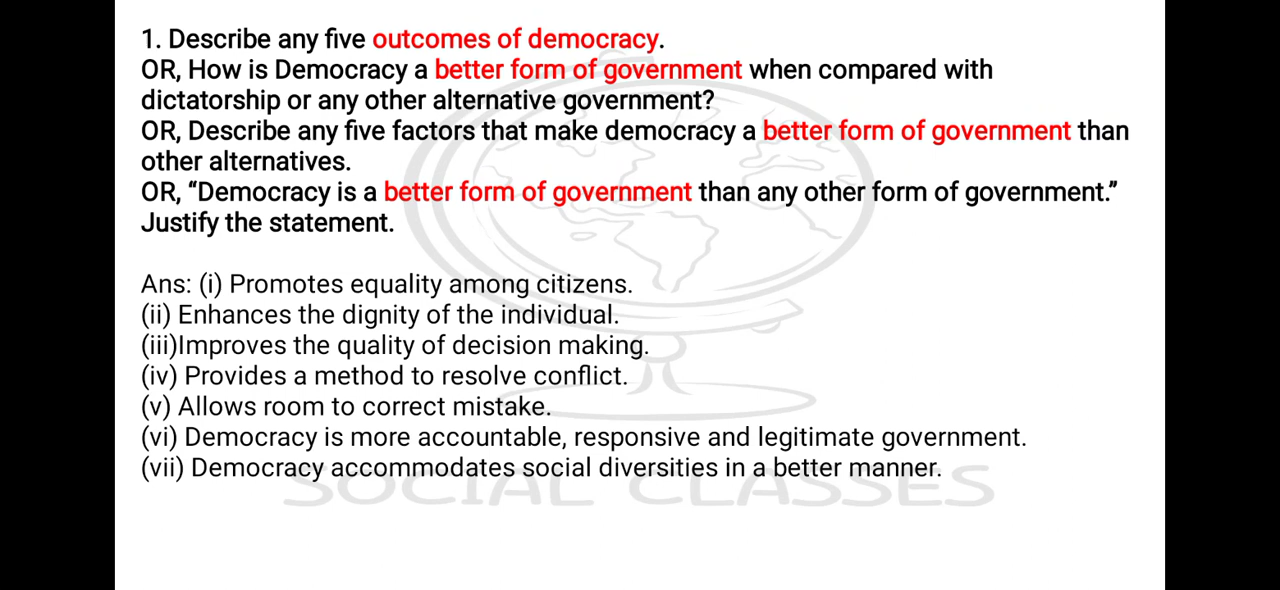 1. Describe any five outcomes of democracy.
OR, How is Democracy a better form of government when compared with
dictatorship or any other alternative government?
OR, Describe any five factors that make democracy a better form of government than
other alternatives.
OR, “Democracy is a better form of government than any other form of government.”
Justify the statement.
Ans: (i) Promotes equality among citizens.
(ii) Enhances the dignity of the individual.
(iii)Improves the quality of decision making.
(iv) Provides a method to resolve conflict.
(v) Allows room to correct mistake.
(vi) Democracy is more accountable, responsive and legitimate government.
(vii) Democracy accommodates social diversities in a better manner.
SOCIAL CLASSES